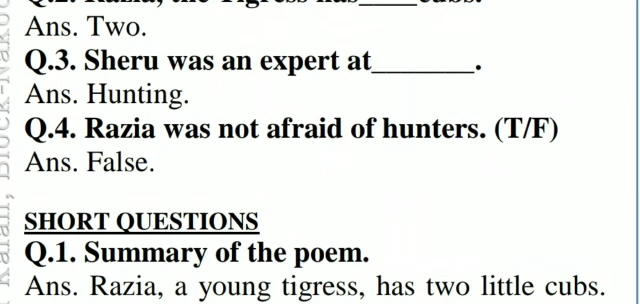 Ans. Two.
Q.3. Sheru was an expert at________.
Ans. Hunting.
Q.4. Razia was not afraid of hunters. (T/F)
Ans. False.
SHORT QUESTIONS
Q.1. Summary of the poem.
Ans. Razia, a young tigress, has two little cubs.